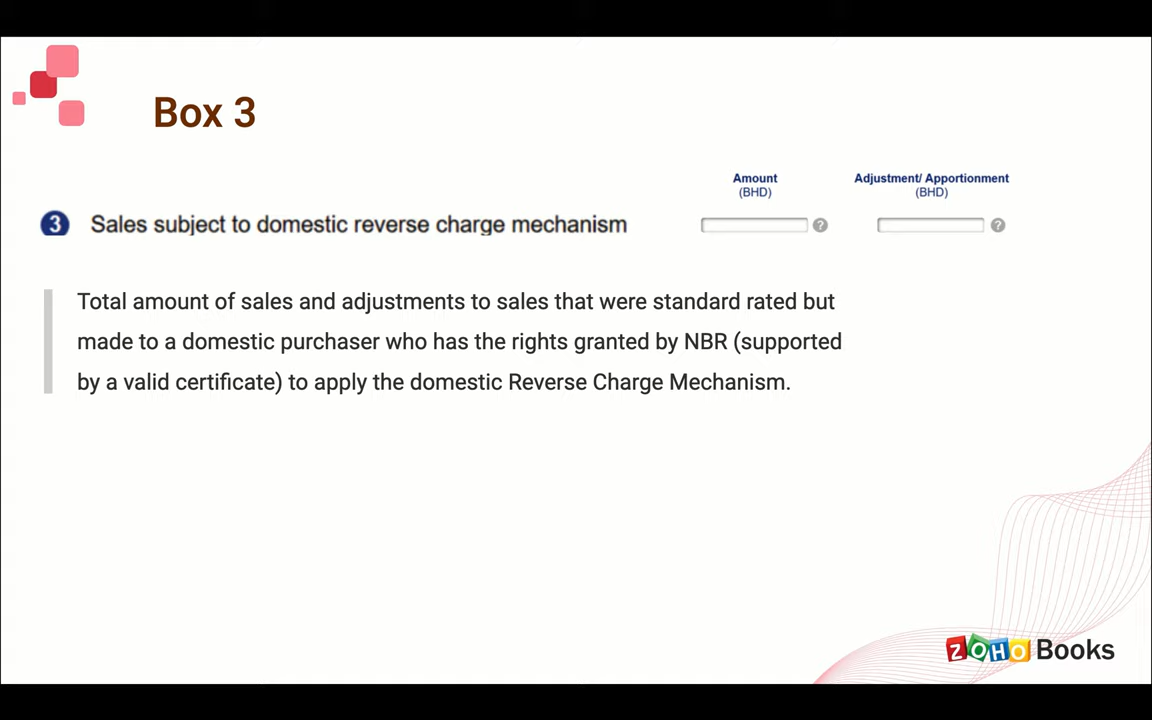 Box 3
Amount
(BHD)
Adjustment/ Apportionment
(BHD)
3 Sales subject to domestic reverse charge mechanism
?
?
Total amount of sales and adjustments to sales that were standard rated but
made to a domestic purchaser who has the rights granted by NBR (supported
by a valid certificate) to apply the domestic Reverse Charge Mechanism.
ZOHO Books